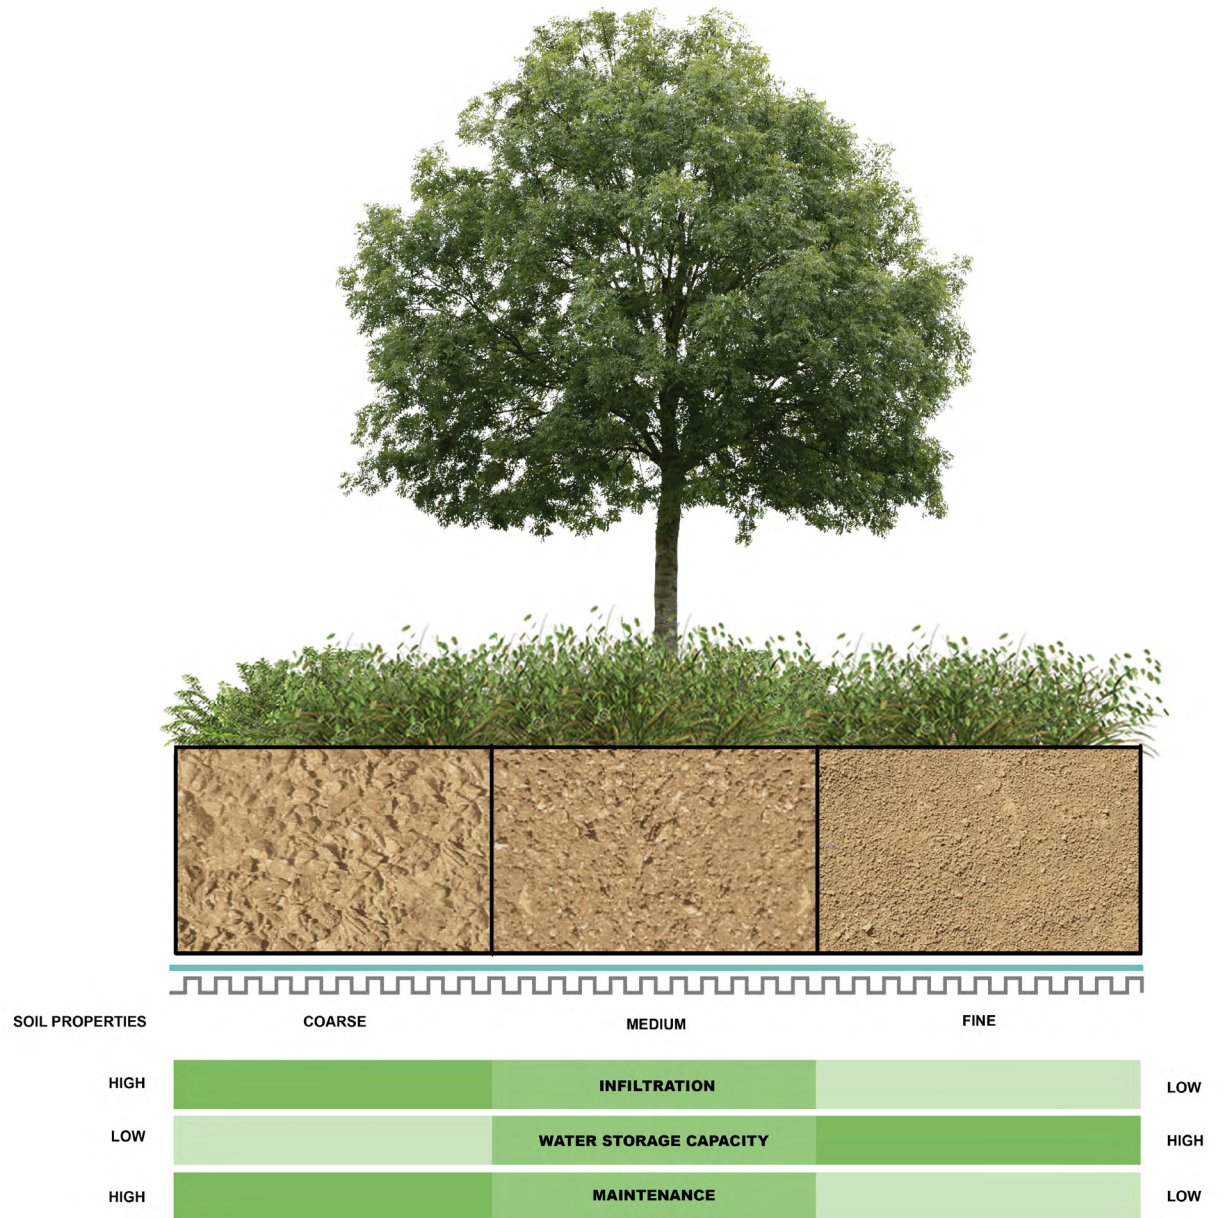 SOIL PROPERTIES COARSE MEDIUM FINE
HIGH INFILTRATION LOW
LOW WATER STORAGE CAPACITY HIGH
HIGH MAINTENANCE LOW